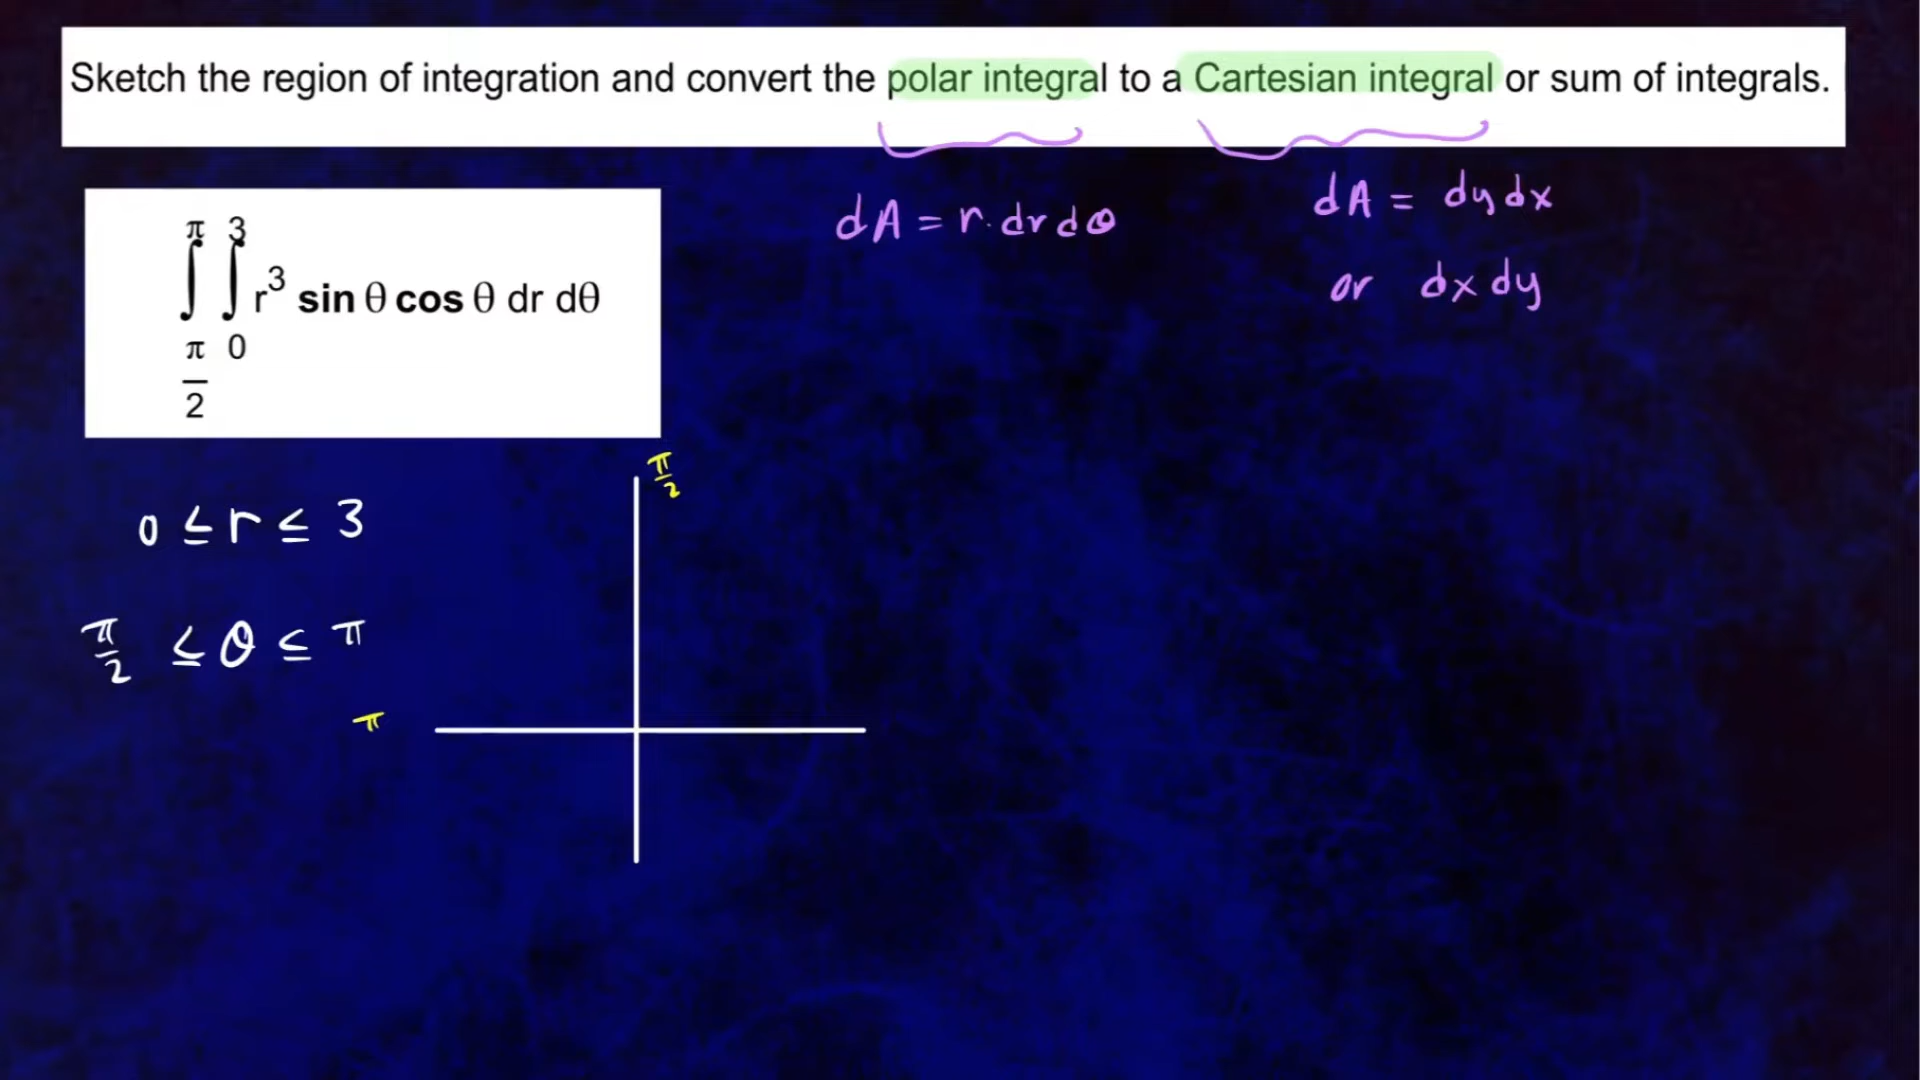 Sketch the region of integration and convert the polar integral to a Cartesian integral or sum of integrals.
dA = r·dr dθ
dA = dy dx
or dx dy
π 3
∫ ∫ r³ sin θ cos θ dr dθ
π 0
—
2
π/2
0 ≤ r ≤ 3
π/2 ≤ θ ≤ π
π